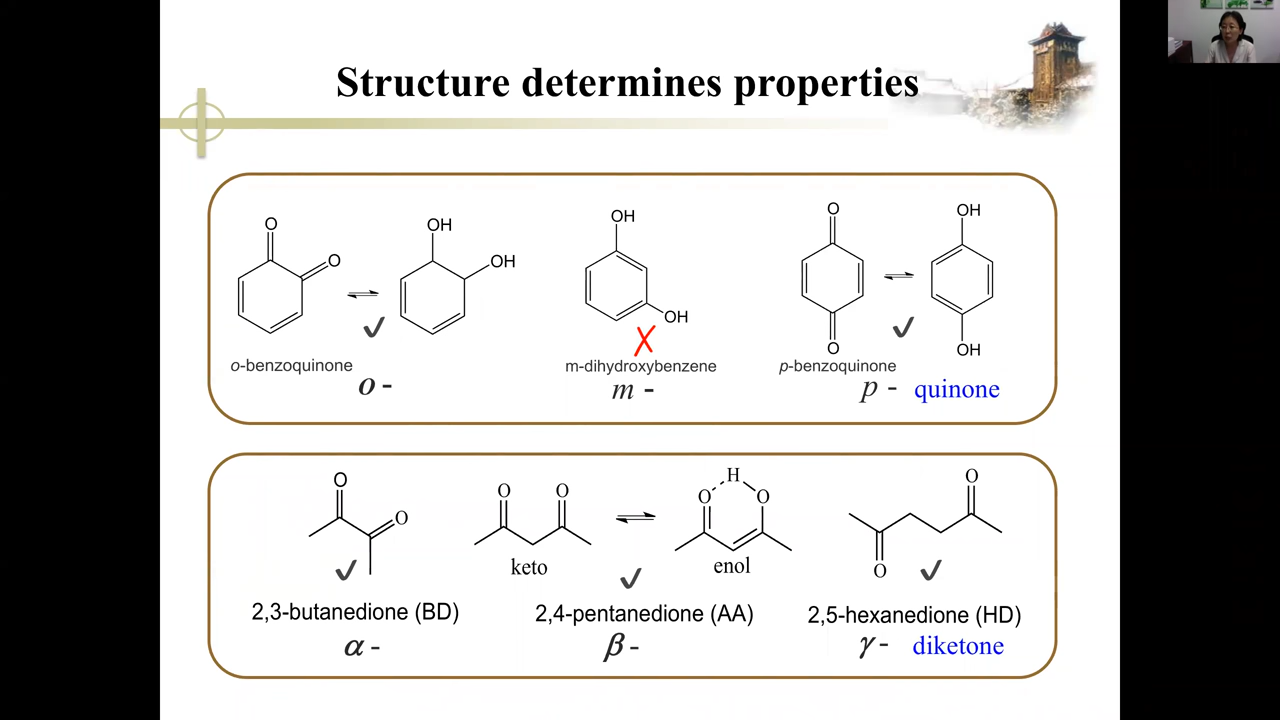 Structure determines properties
O
O
OH
OH
OH
OH
O
O
OH
OH
o-benzoquinone
m-dihydroxybenzene
p-benzoquinone
o -
m -
p - quinone
O
O
O
O
H
O
O
O
O
keto
enol
2,3-butanedione (BD)
2,4-pentanedione (AA)
2,5-hexanedione (HD)
α -
β -
γ - diketone